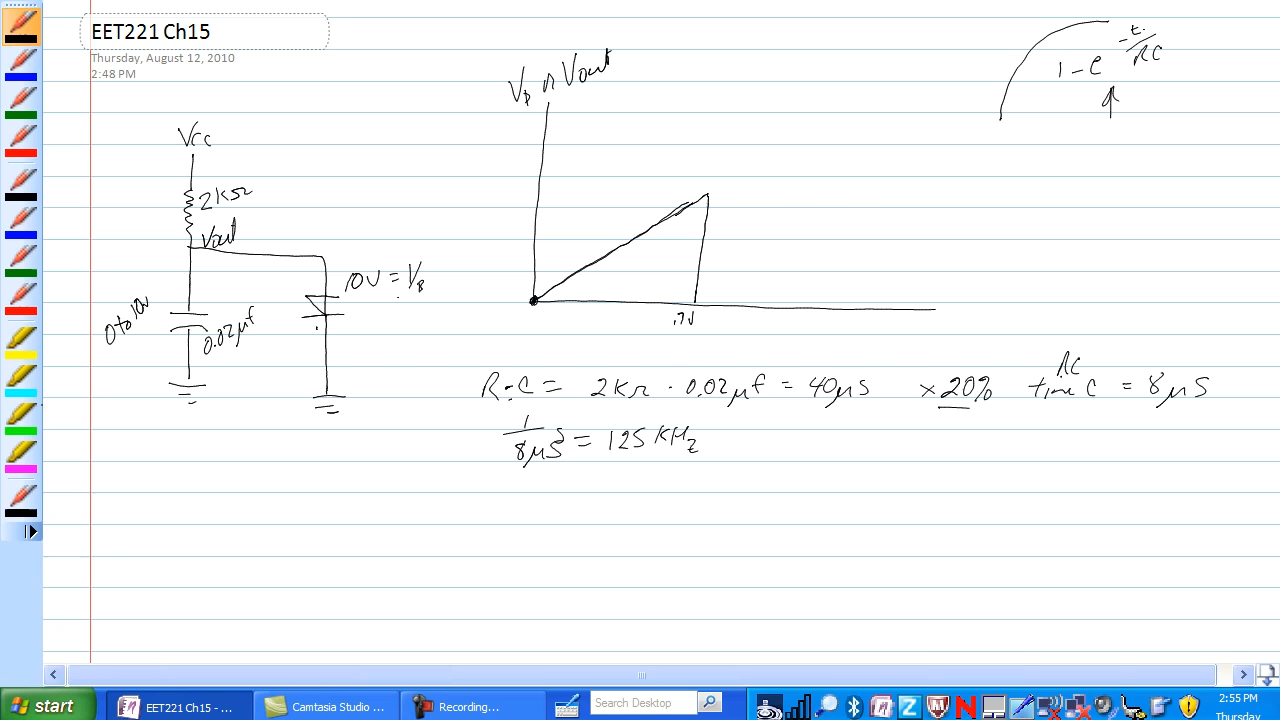 EET221 Ch15
Thursday, August 12, 2010
2:48 PM
Vcc
2KΩ
Vout
0 to 10v
0.02μf
10V = VB
Vout
1 - e -t/RC
.7V
R·C = 2KΩ · 0.02μf = 40μS × 20% RC time C = 8μS
1/8μS = 125 KHz
start
EET221 Ch15 - ...
Camtasia Studio ...
Recording...
Search Desktop
2:55 PM
Thursday